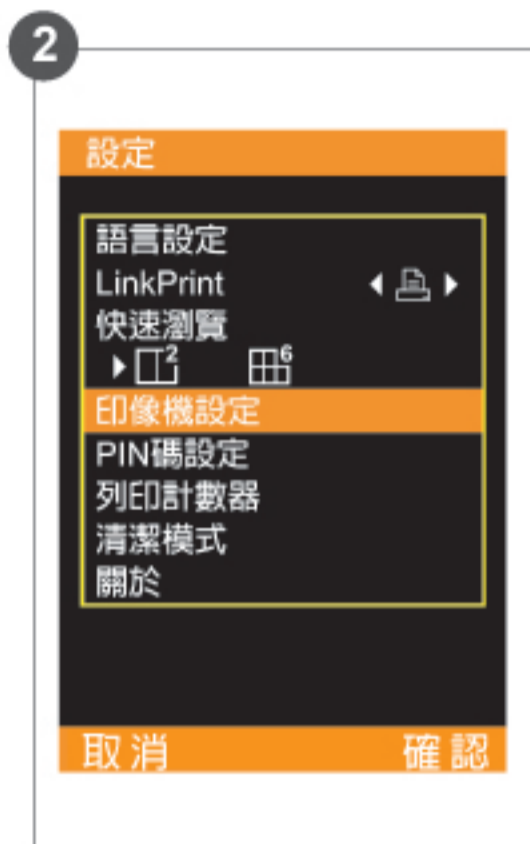 2
設定
語言設定
LinkPrint
快速瀏覽
2 6
印像機設定
PIN碼設定
列印計數器
清潔模式
關於
取消 確認